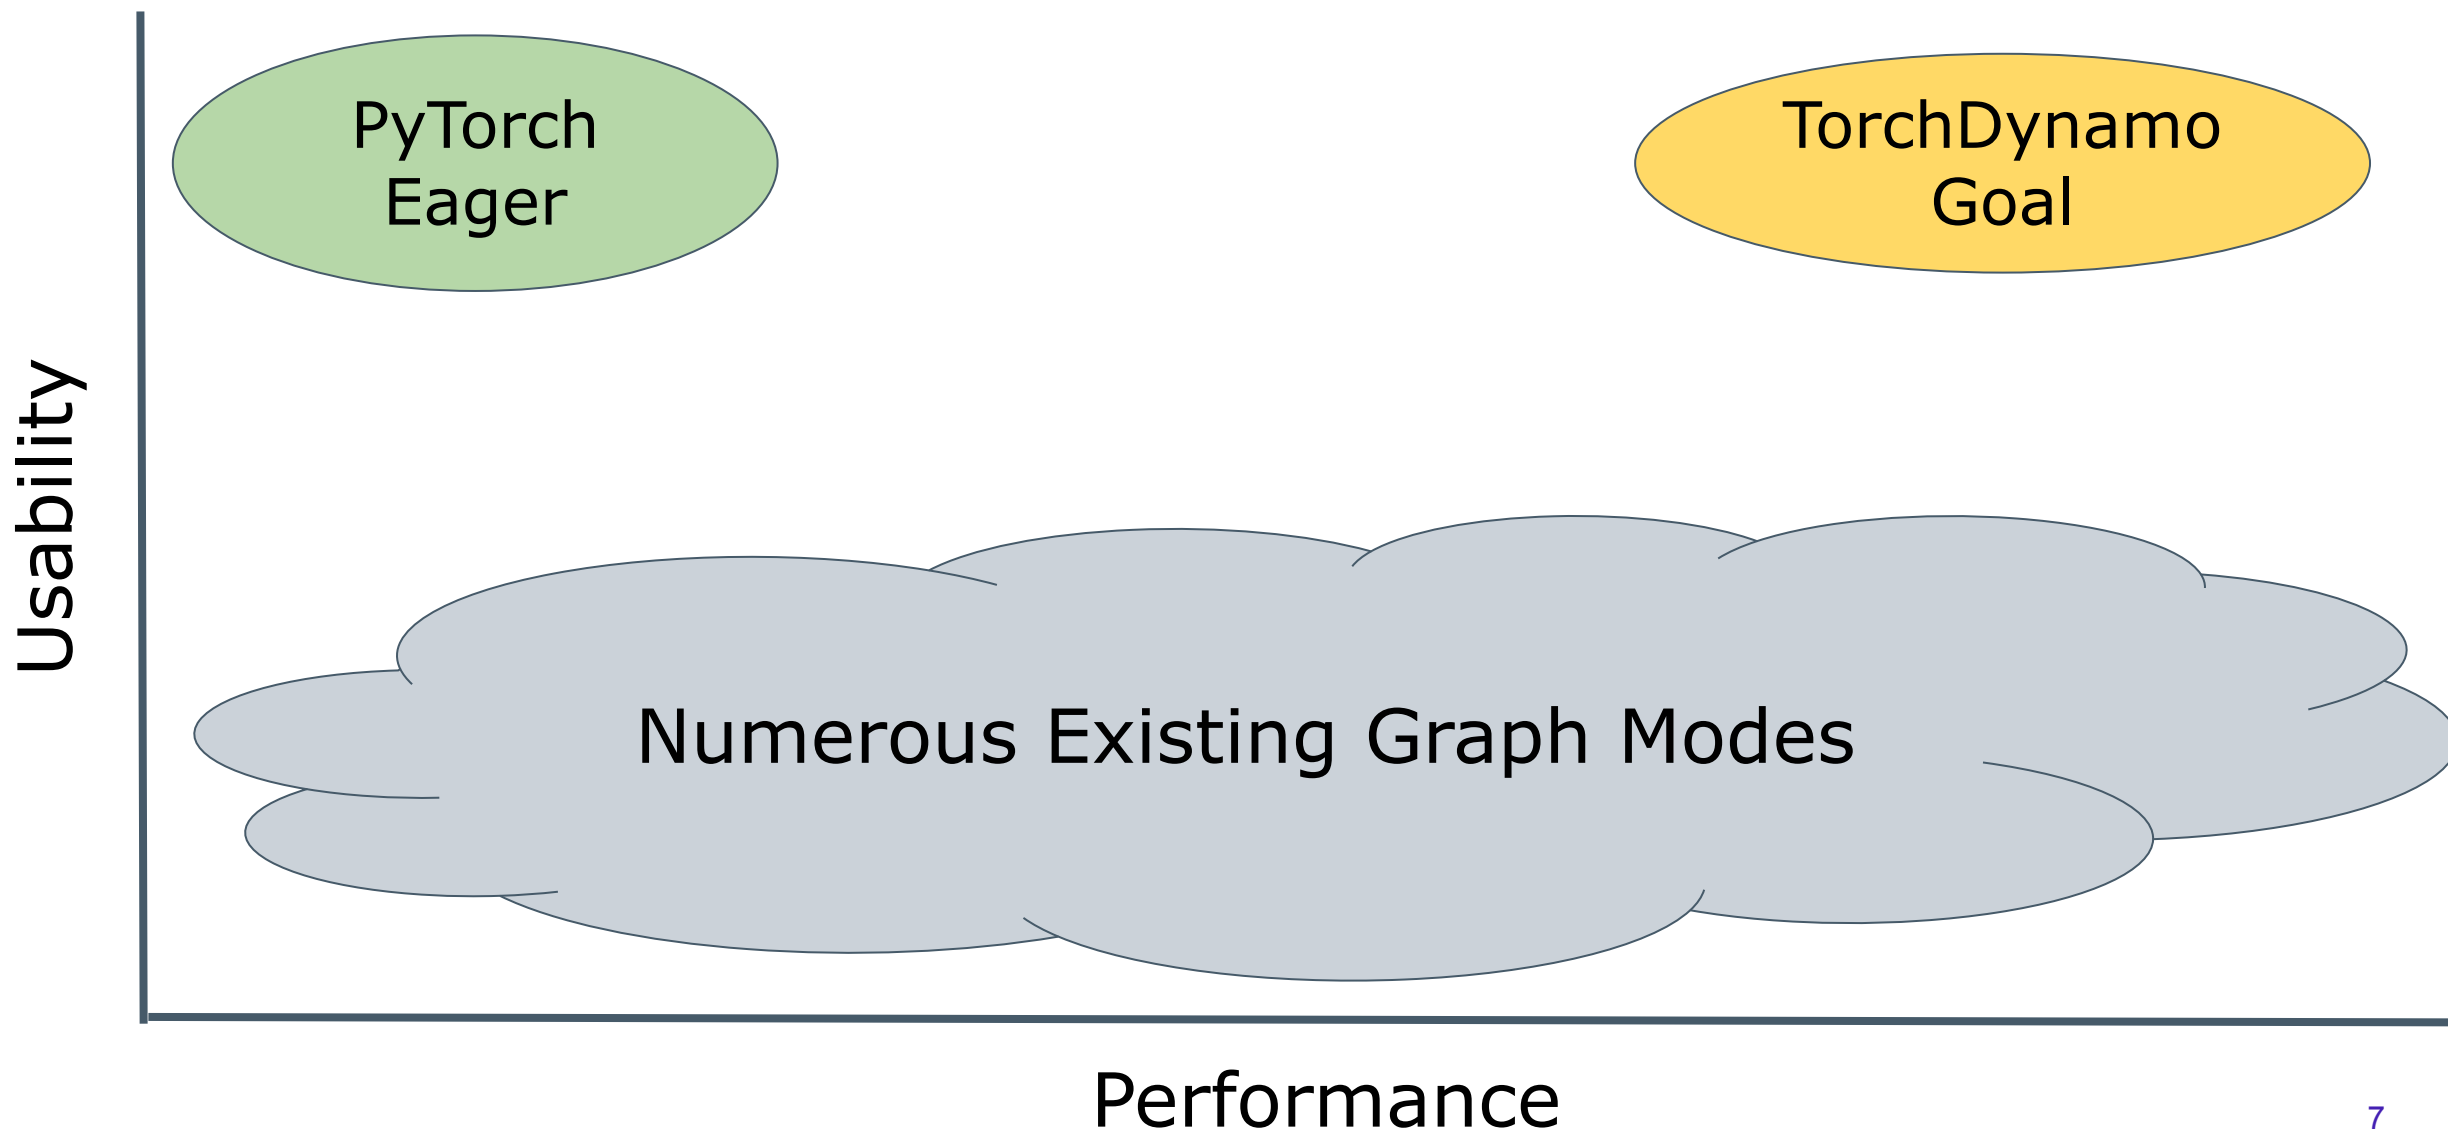 PyTorch
Eager
TorchDynamo
Goal
Usability
Numerous Existing Graph Modes
Performance
7